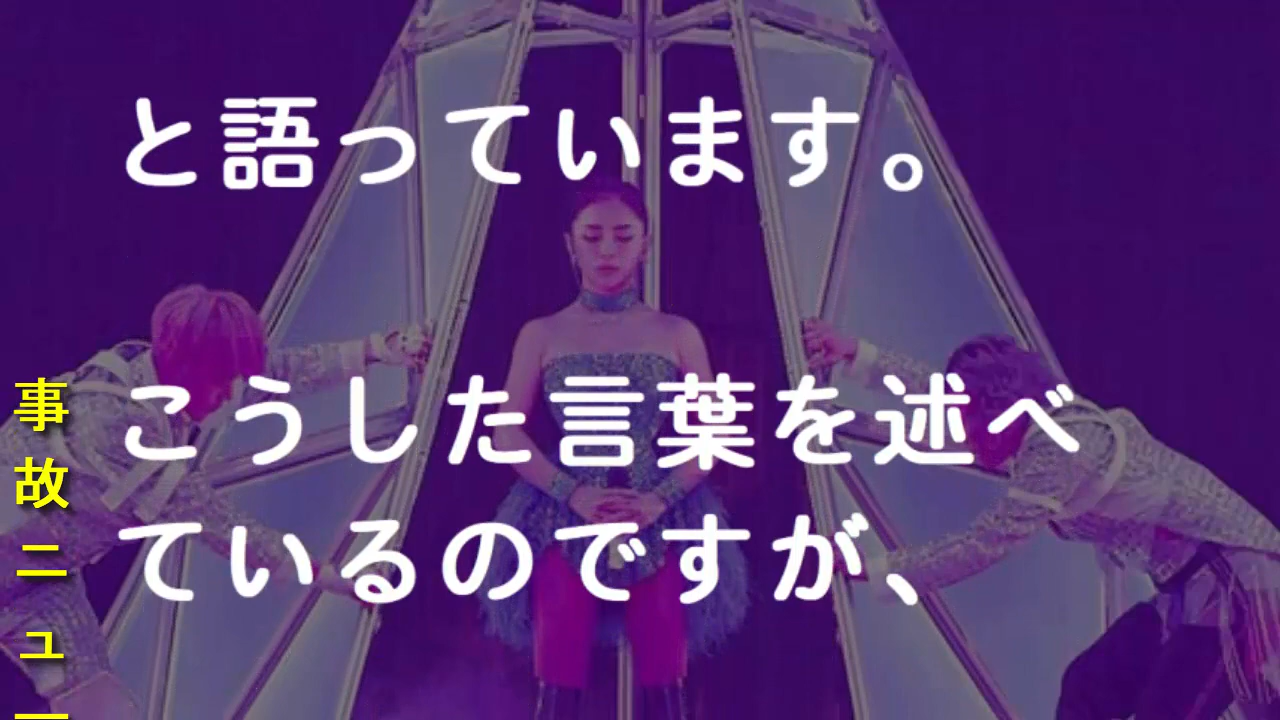 と語っています。
こうした言葉を述べ
ているのですが、
事故ニュー